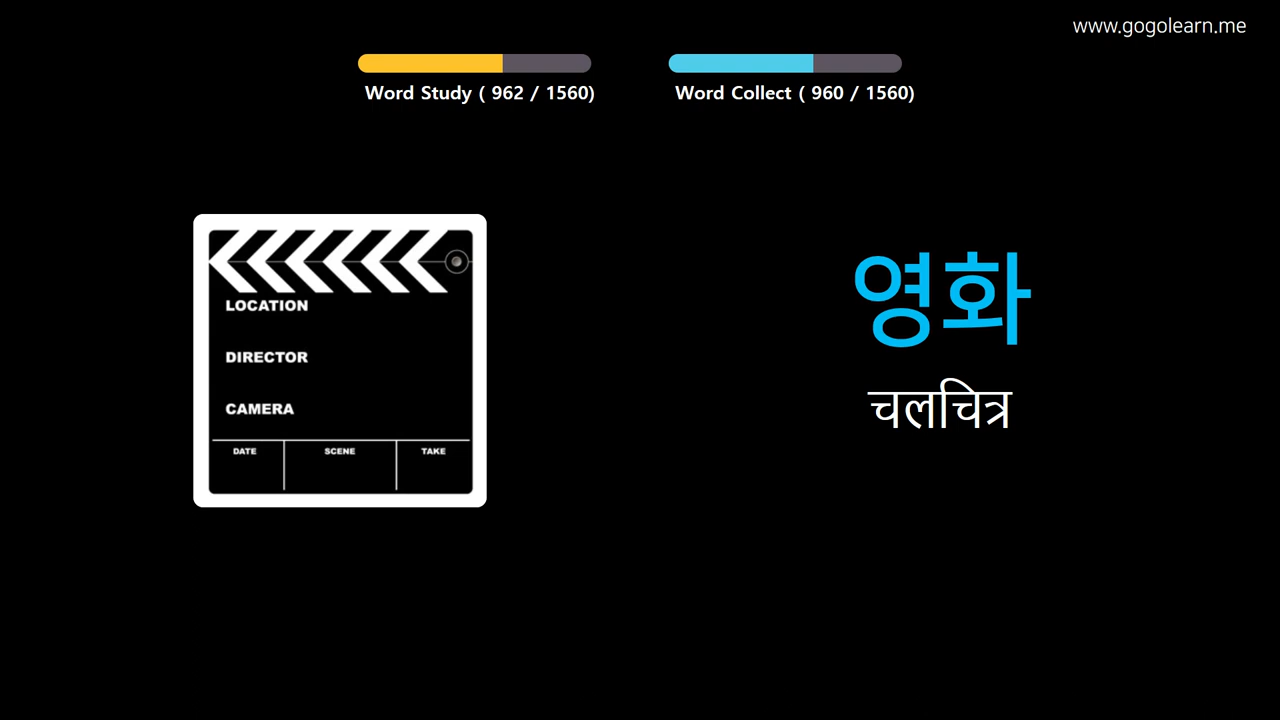 www.gogolearn.me
Word Study ( 962 / 1560)
Word Collect ( 960 / 1560)
LOCATION
DIRECTOR
CAMERA
DATE SCENE TAKE
영화
चलचित्र